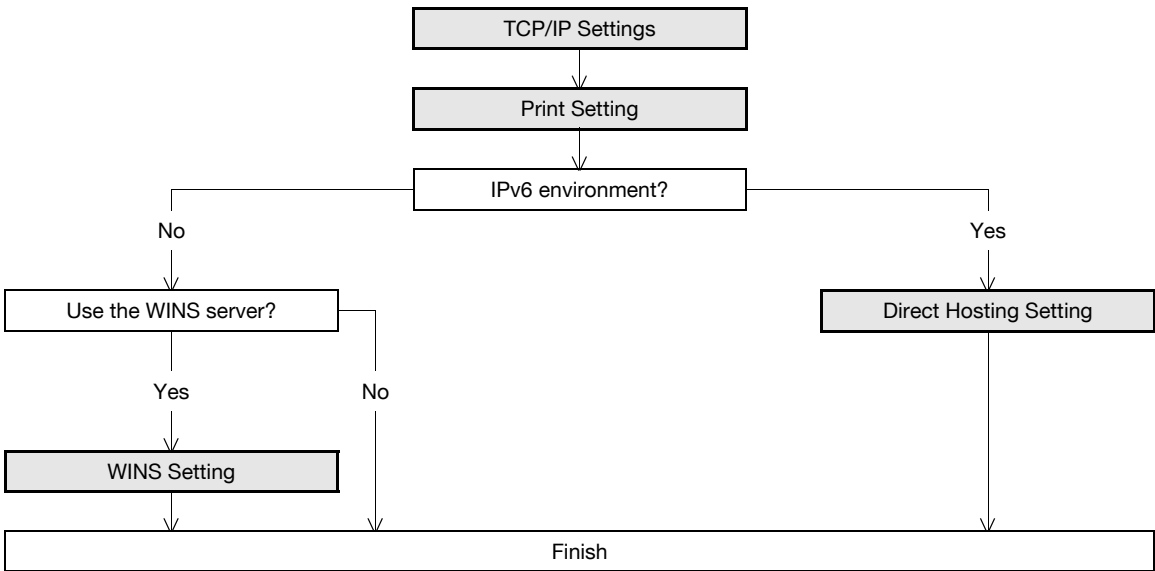 TCP/IP Settings
Print Setting
IPv6 environment?
No
Yes
Use the WINS server?
Direct Hosting Setting
Yes
No
WINS Setting
Finish